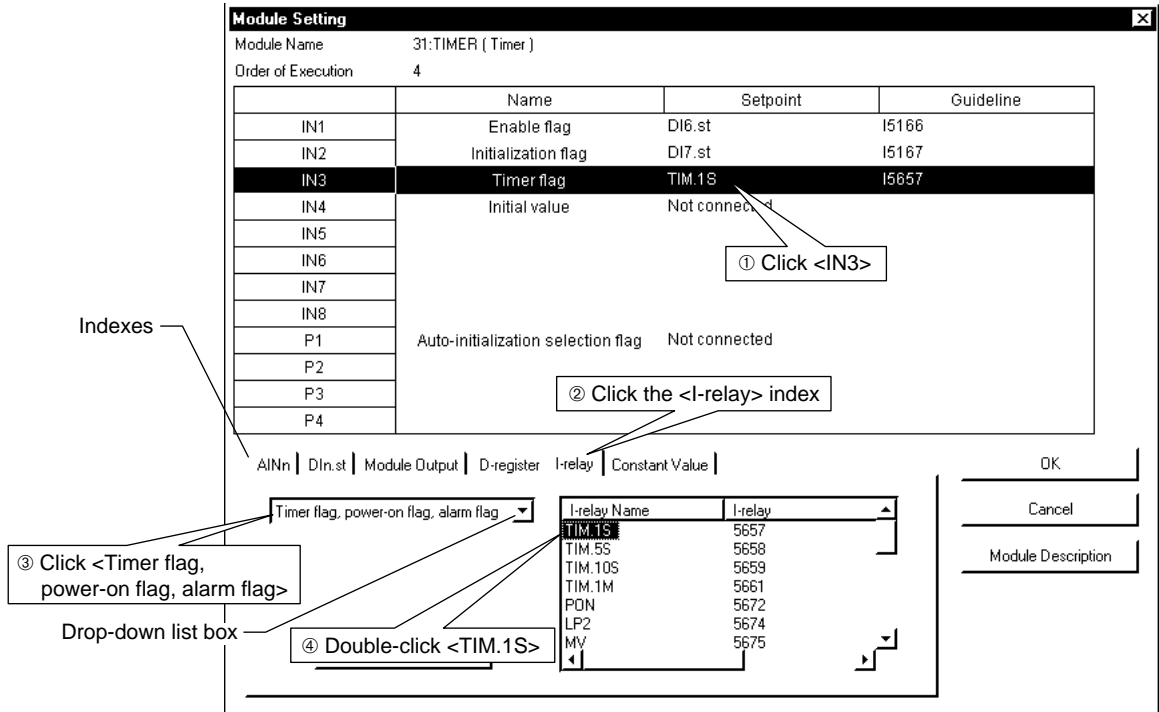 Module Setting
Module Name 31:TIMER ( Timer )
Order of Execution 4
Name Setpoint Guideline
IN1 Enable flag DI6.st I5166
IN2 Initialization flag DI7.st I5167
IN3 Timer flag TIM.1S I5657
IN4 Initial value Not connected
IN5
① Click <IN3>
IN6
IN7
IN8
Indexes
P1 Auto-initialization selection flag Not connected
P2
P3
② Click the <I-relay> index
P4
AINn DIn.st Module Output D-register I-relay Constant Value
OK
Timer flag, power-on flag, alarm flag
I-relay Name I-relay
Cancel
TIM.1S 5657
TIM.5S 5658
TIM.10S 5659
TIM.1M 5661
PON 5672
LP2 5674
MV 5675
Module Description
③ Click <Timer flag,
power-on flag, alarm flag>
Drop-down list box
④ Double-click <TIM.1S>